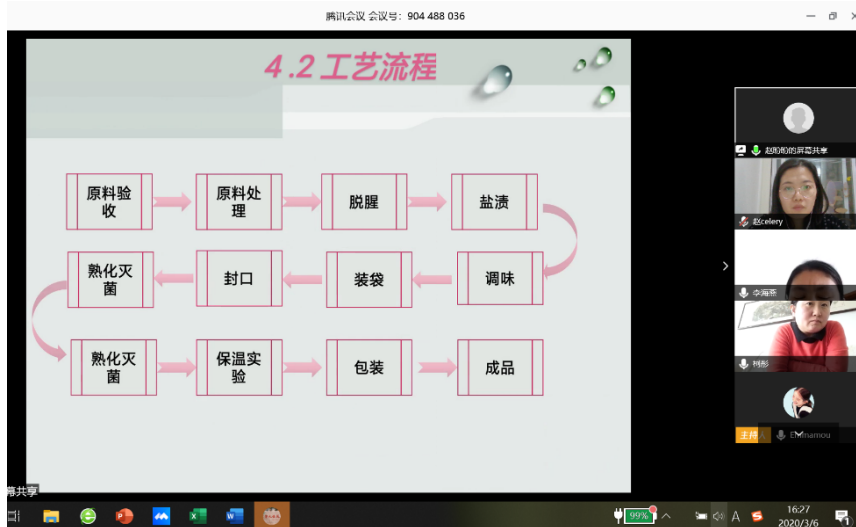 腾讯会议 会议号: 904 488 036
4.2 工艺流程
原料验
收
原料处
理
脱腥
盐渍
熟化灭
菌
封口
装袋
调味
熟化灭
菌
保温实
验
包装
成品
赵盼盼的屏幕共享
赵celery
李海燕
柯彤
主持人
Emmamou
幕共享
99%
A
16:27
2020/3/6